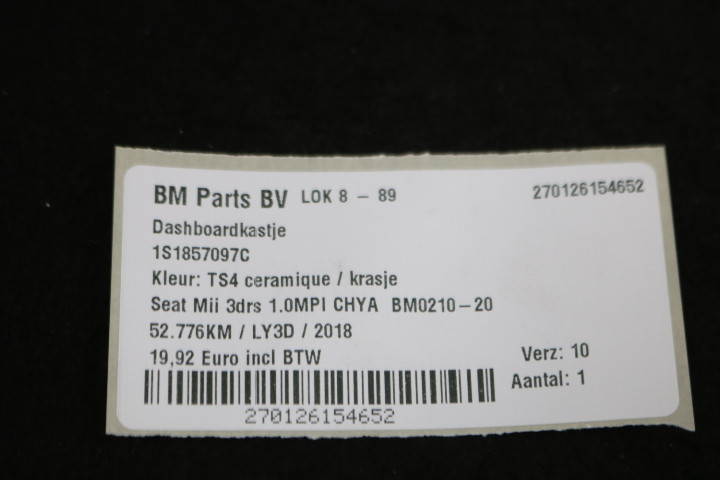 BM Parts BV LOK 8 - 89 270126154652
Dashboardkastje
1S1857097C
Kleur: TS4 ceramique / krasje
Seat Mii 3drs 1.0MPI CHYA BM0210-20
52.776KM / LY3D / 2018
19,92 Euro incl BTW Verz: 10
Aantal: 1
270126154652